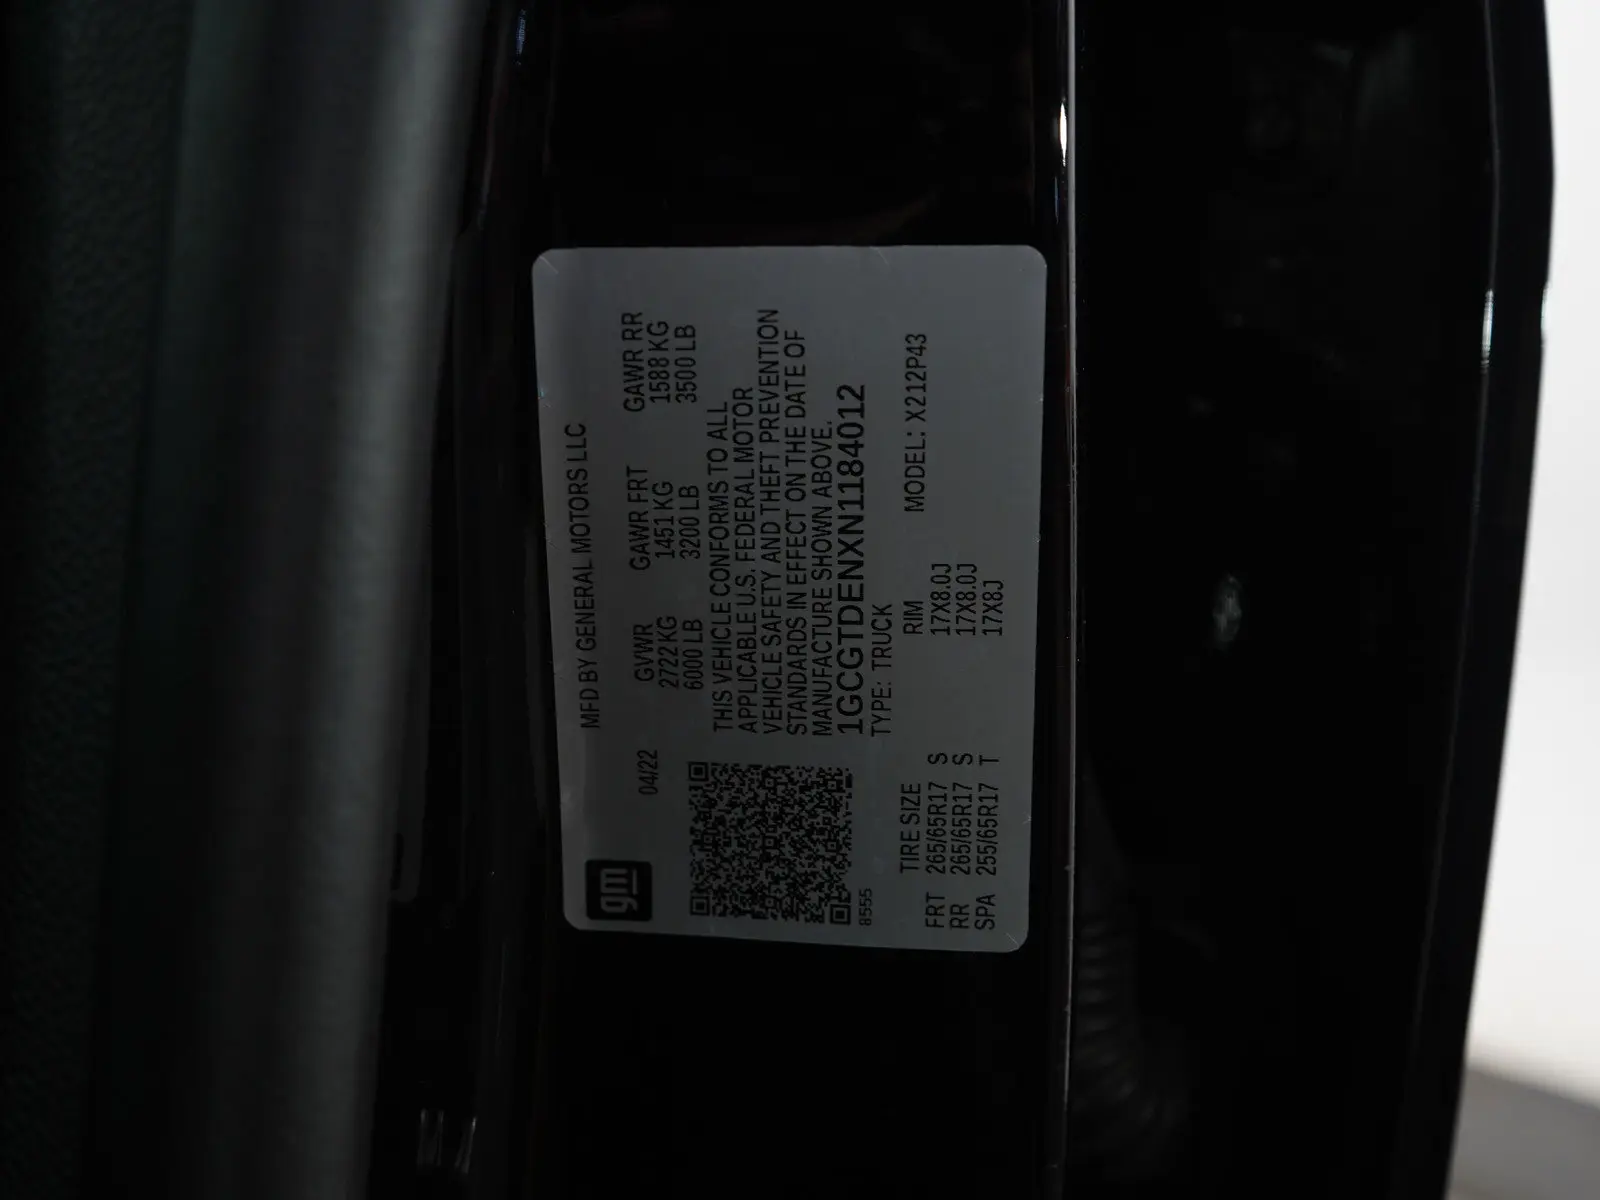 gm
MFD BY GENERAL MOTORS LLC
04/22
GVWR GAWR FRT GAWR RR
2722 KG 1451 KG 1588 KG
6000 LB 3200 LB 3500 LB
THIS VEHICLE CONFORMS TO ALL
APPLICABLE U.S. FEDERAL MOTOR
VEHICLE SAFETY AND THEFT PREVENTION
STANDARDS IN EFFECT ON THE DATE OF
MANUFACTURE SHOWN ABOVE.
1GCGTDENXN1184012
8555
TYPE: TRUCK MODEL: X212P43
TIRE SIZE RIM
FRT 265/65R17 S 17X8.0J
RR 265/65R17 S 17X8.0J
SPA 255/65R17 T 17X8J